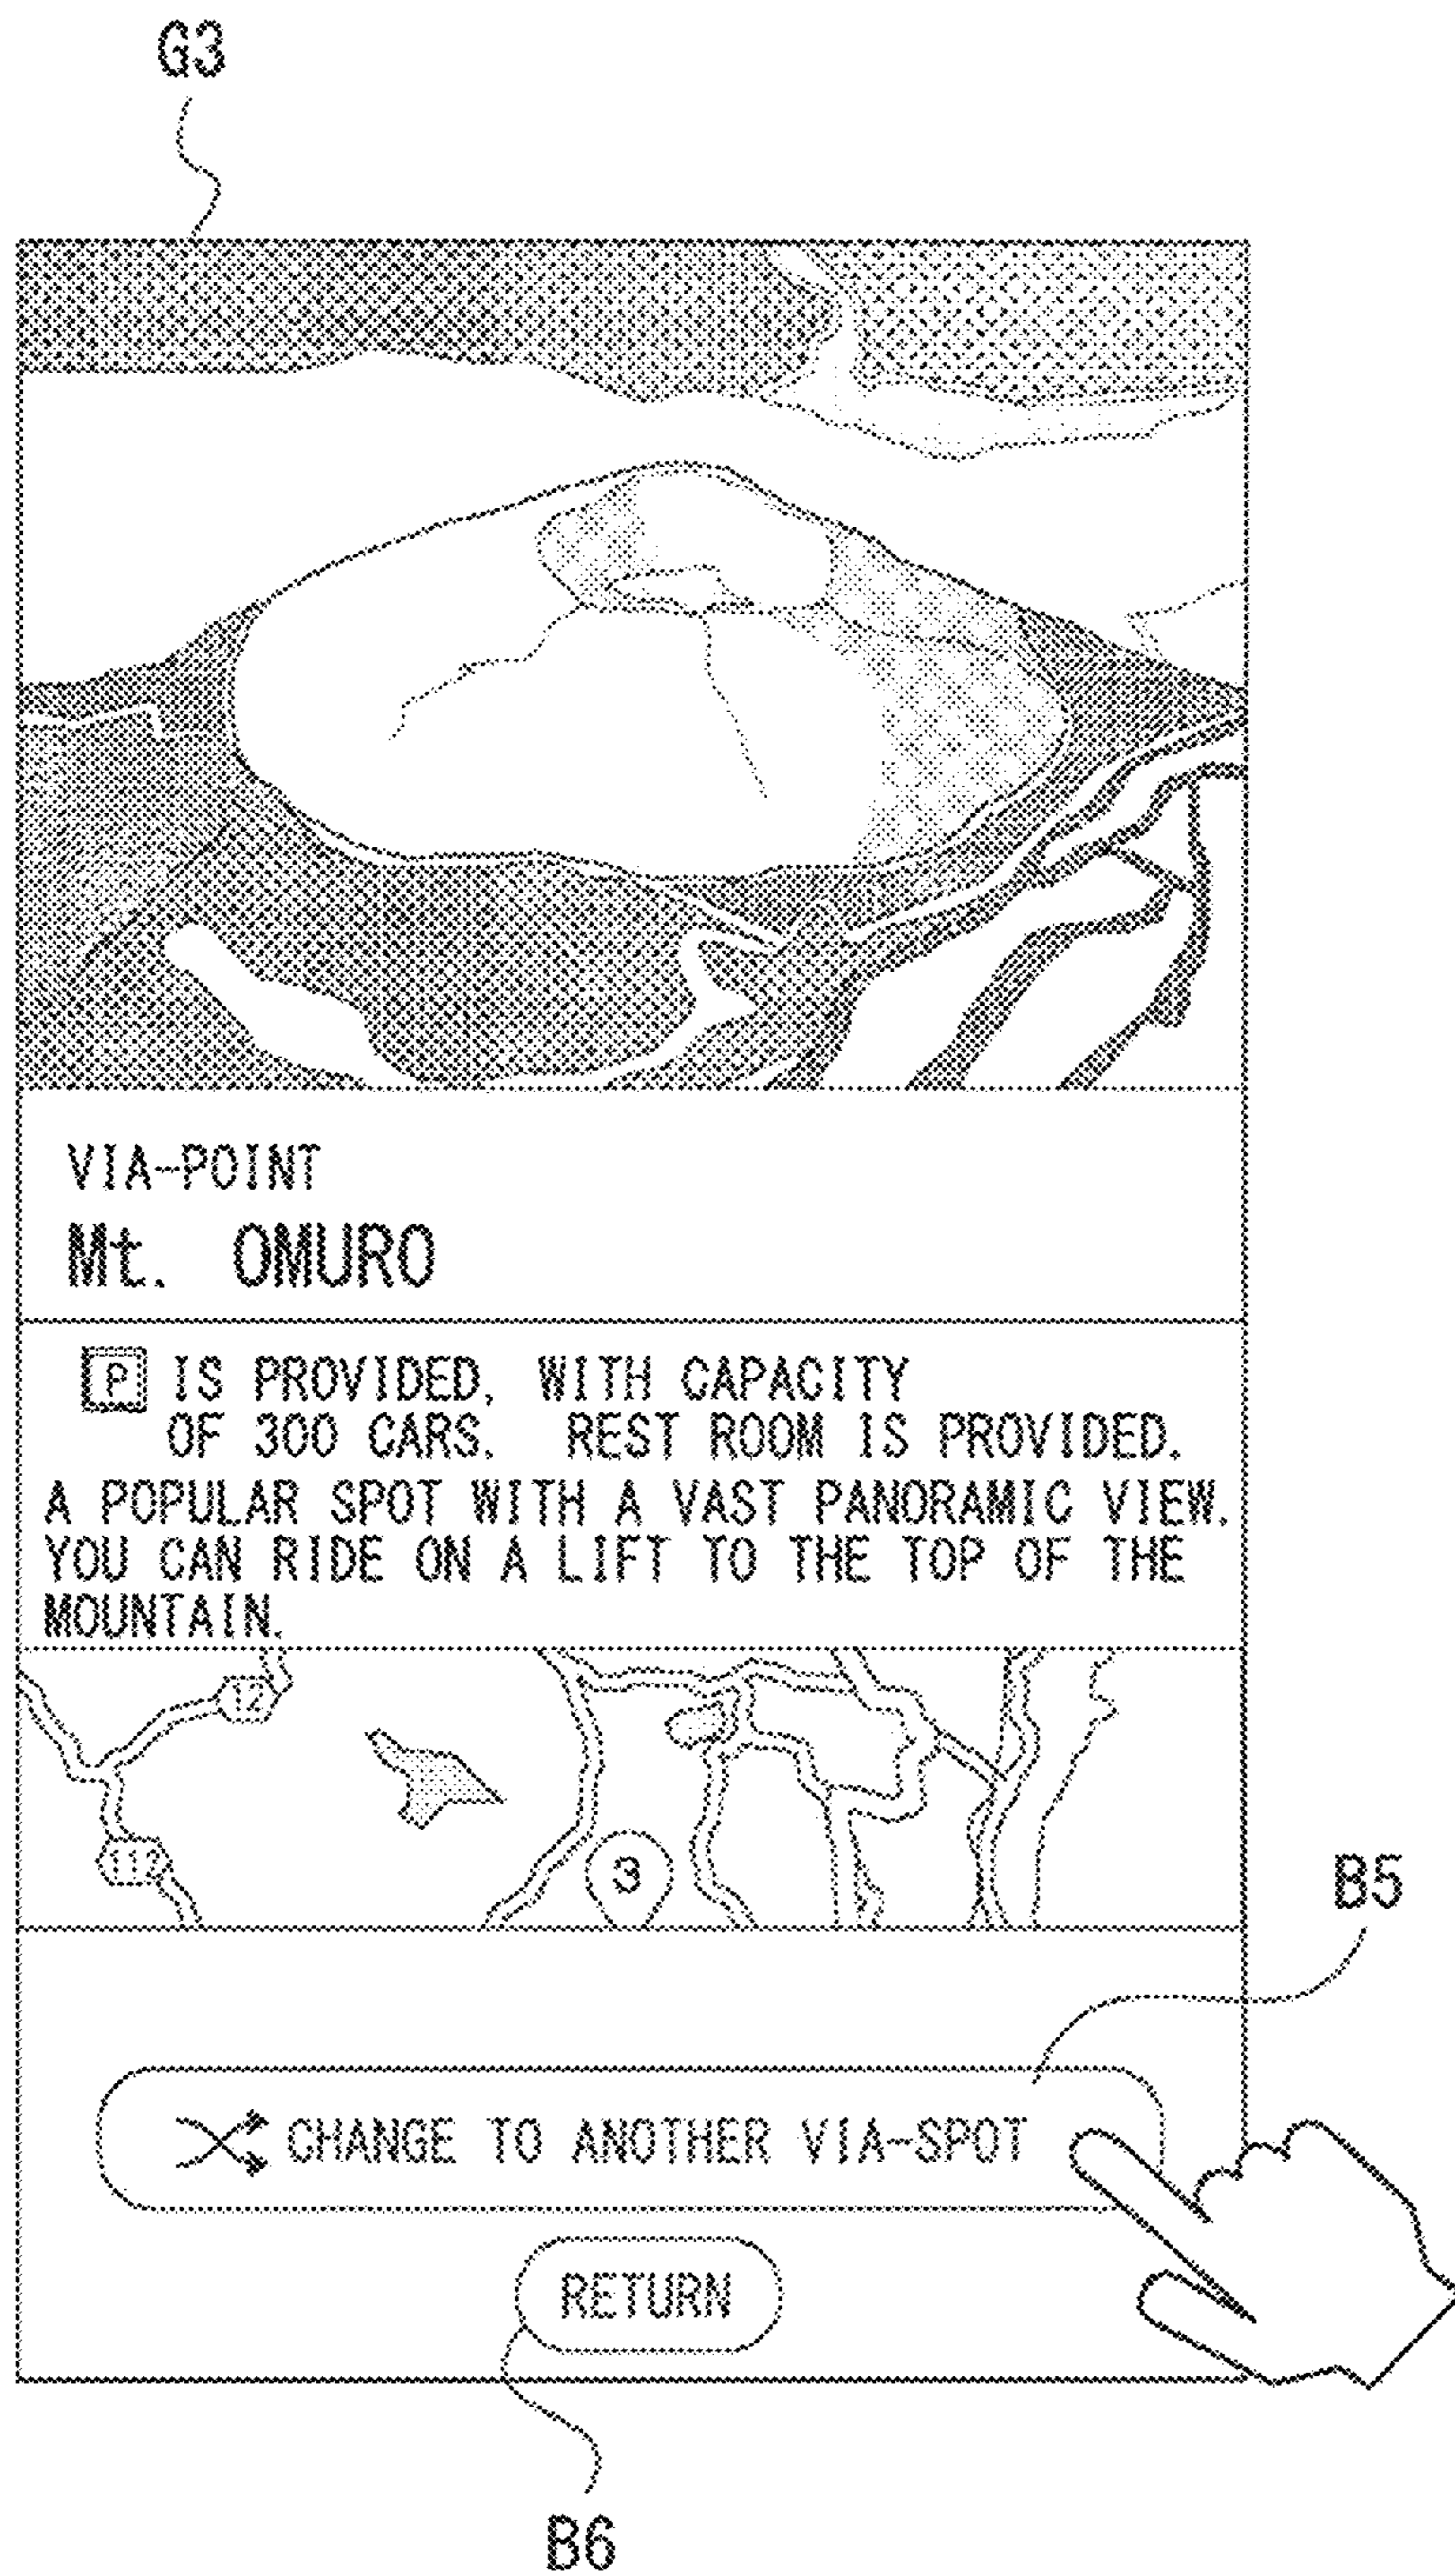 G3
VIA-POINT
Mt. OMURO
P IS PROVIDED, WITH CAPACITY
OF 300 CARS. REST ROOM IS PROVIDED.
A POPULAR SPOT WITH A VAST PANORAMIC VIEW.
YOU CAN RIDE ON A LIFT TO THE TOP OF THE
MOUNTAIN.
12
112
3
B5
CHANGE TO ANOTHER VIA-SPOT
RETURN
B6